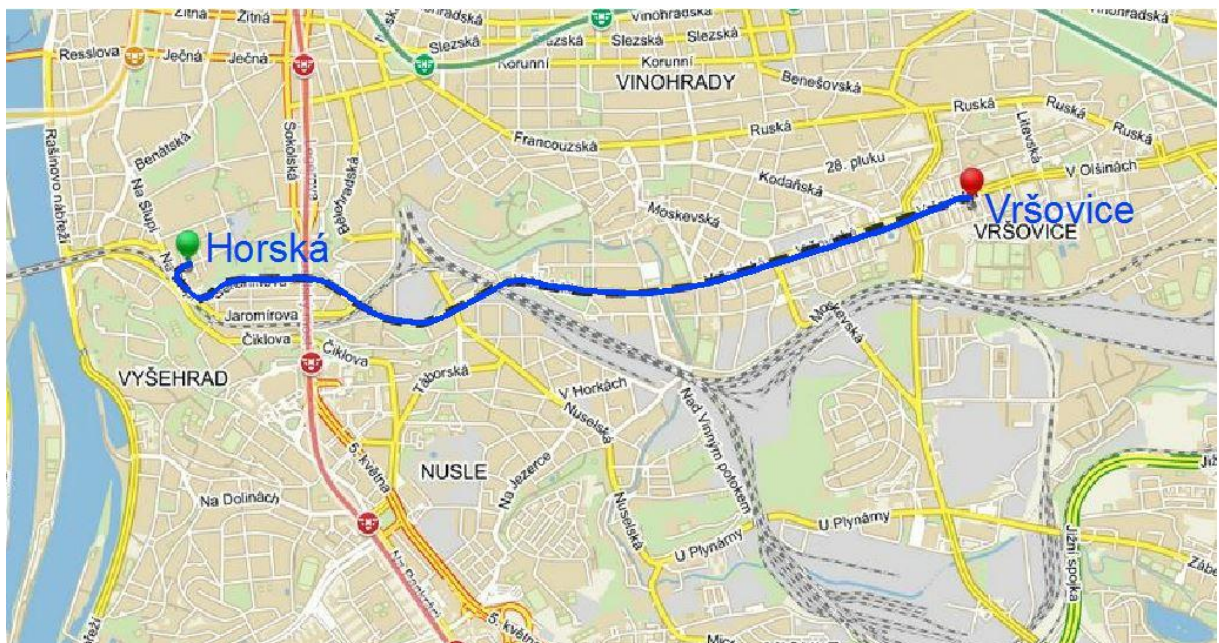 Žitná
Žitná
Slezská
Slezská
Slezská
Vinohradská
Vinohradská
Resslova
Ječná
Ječná
Ječná
Korunní
Korunní
VINOHRADY
Benešovská
Ruská
Ruská
Ruská
Ruská
Sokolská
Francouzská
Litevská
Rašínovo nábřeží
Benátská
Na Slupi
Bělehradská
28. pluku
Kodaňská
V Olšinách
Moskevská
Vršovice
VRŠOVICE
Horská
Jaromírova
Čiklova
Čiklova
Moskevská
VYŠEHRAD
Táborská
V Horkách
Nuselská
Nad Vinným potokem
5. května
NUSLE
Na Jezerce
Na Dolinách
Nuselská
U Plynárny
U Plynárny
Jižní spojka
5. května